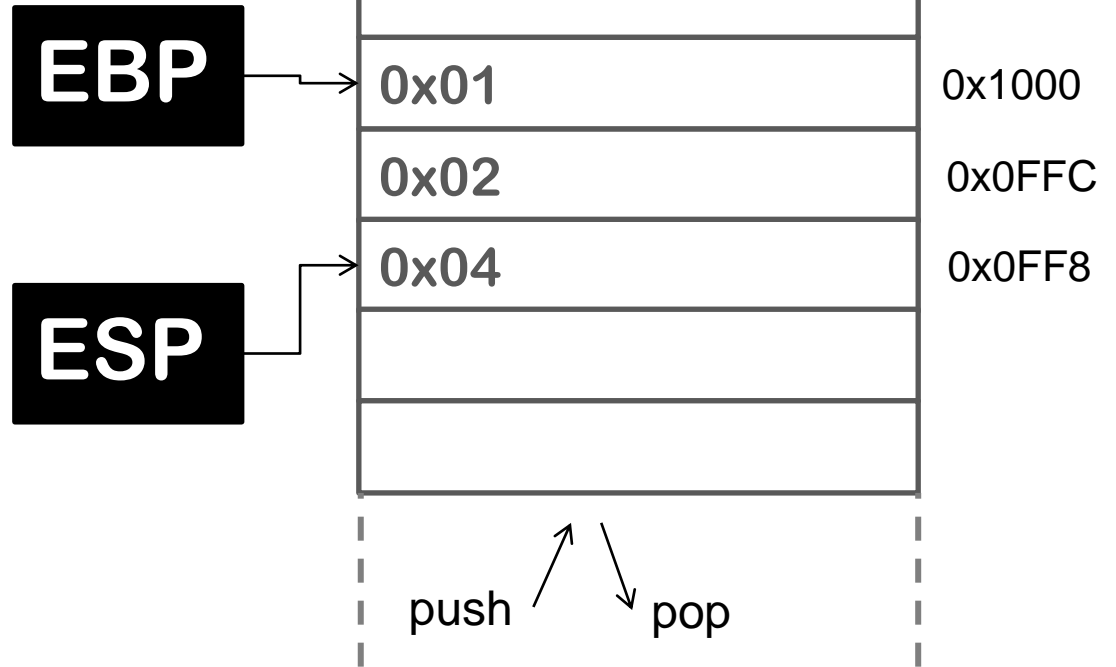 EBP
0x01
0x1000
0x02
0x0FFC
0x04
0x0FF8
ESP
push
pop